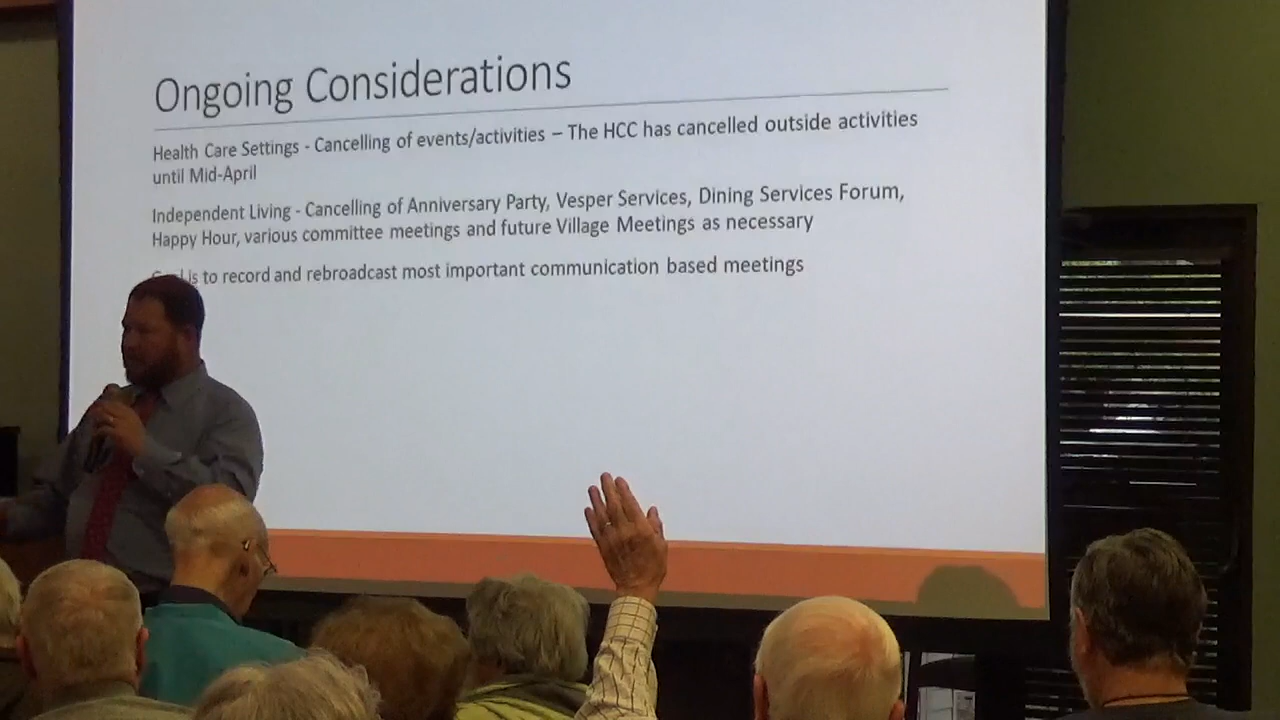 Ongoing Considerations
Health Care Settings - Cancelling of events/activities – The HCC has cancelled outside activities
until Mid-April
Independent Living - Cancelling of Anniversary Party, Vesper Services, Dining Services Forum,
Happy Hour, various committee meetings and future Village Meetings as necessary
is to record and rebroadcast most important communication based meetings